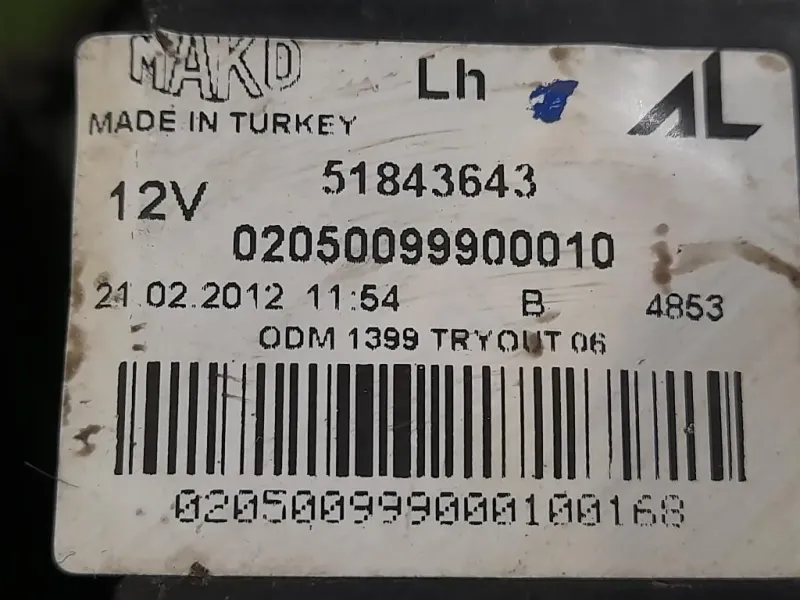 MAKO Lh AL
MADE IN TURKEY
12V 51843643
02050099900010
21.02.2012 11:54 B 4853
ODM 1399 TRYOUT 06
020500999000100168